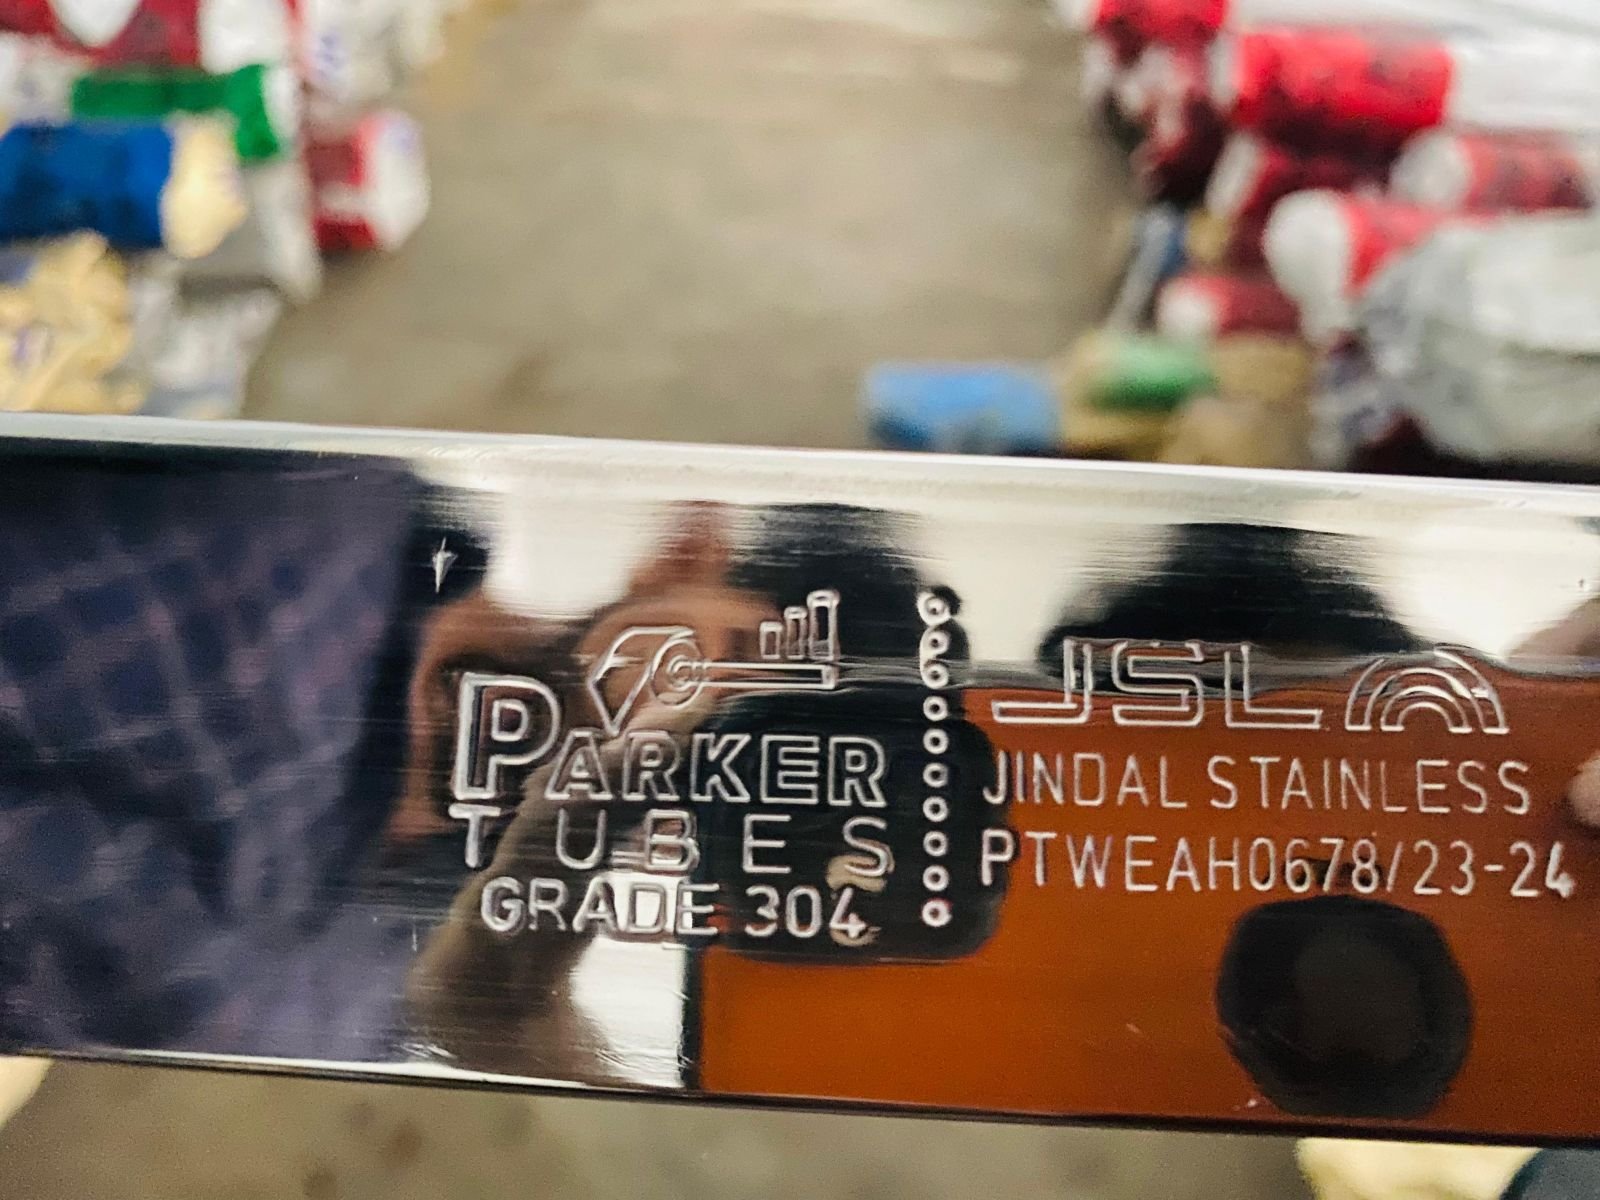 PARKER
TUBES
GRADE 304
JSL
JINDAL STAINLESS
PTWEAH0678/23-24